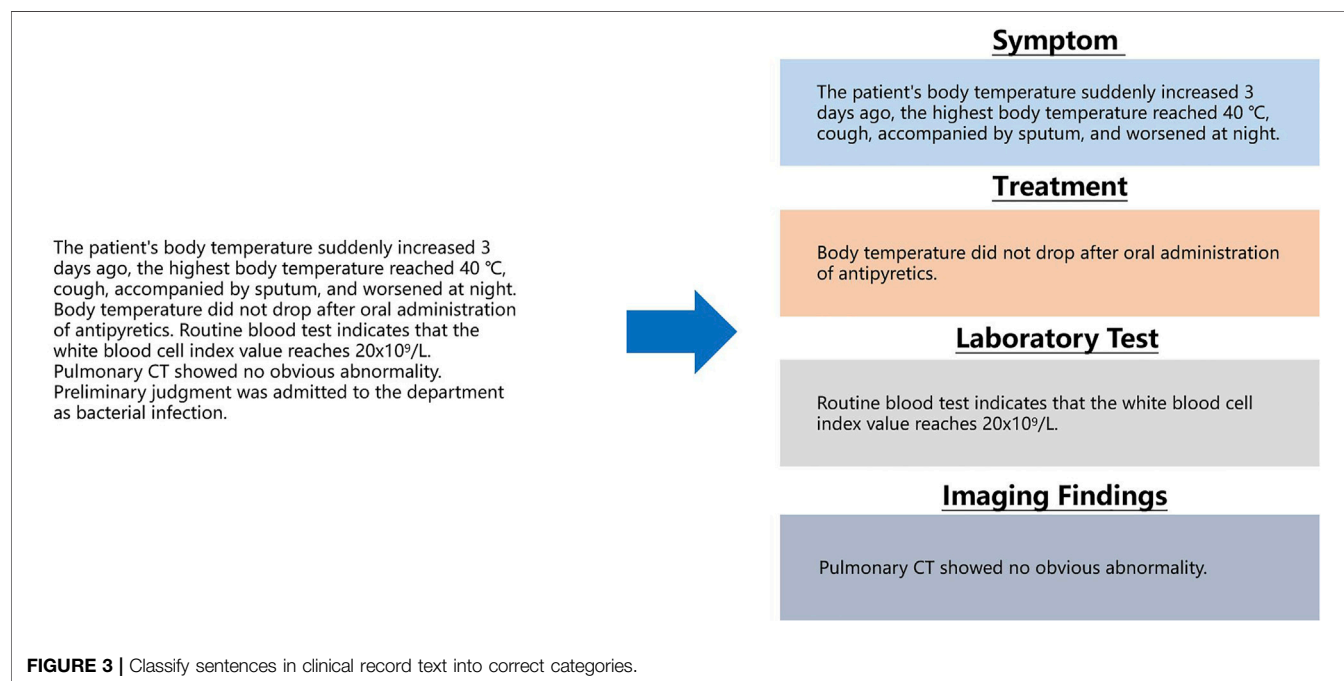 The patient's body temperature suddenly increased 3
days ago, the highest body temperature reached 40 ℃,
cough, accompanied by sputum, and worsened at night.
Body temperature did not drop after oral administration
of antipyretics. Routine blood test indicates that the
white blood cell index value reaches 20x10⁹/L.
Pulmonary CT showed no obvious abnormality.
Preliminary judgment was admitted to the department
as bacterial infection.
Symptom
The patient's body temperature suddenly increased 3
days ago, the highest body temperature reached 40 ℃,
cough, accompanied by sputum, and worsened at night.
Treatment
Body temperature did not drop after oral administration
of antipyretics.
Laboratory Test
Routine blood test indicates that the white blood cell
index value reaches 20x10⁹/L.
Imaging Findings
Pulmonary CT showed no obvious abnormality.
FIGURE 3 | Classify sentences in clinical record text into correct categories.